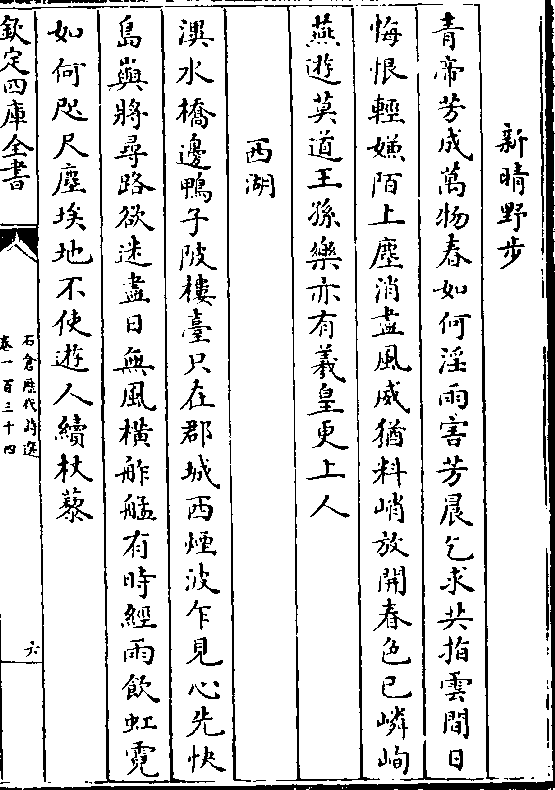 新晴野步
青帝芳成萬物春如何淫雨害芳晨乞求共指雲間日
悔恨輕嫌陌上塵消盡風威猶料峭放開春色已嶙峋
燕遊莫道王孫樂亦有羲皇更上人
西湖
湨水橋邊鴨子陂樓臺只在郡城西煙波乍見心先快
島嶼將尋路欲迷盡日無風橫舴艋有時經雨飲虹霓
如何咫尺塵埃地不使遊人續杖藜
欽定四庫全書
石倉歷代詩選
卷一百三十四
六